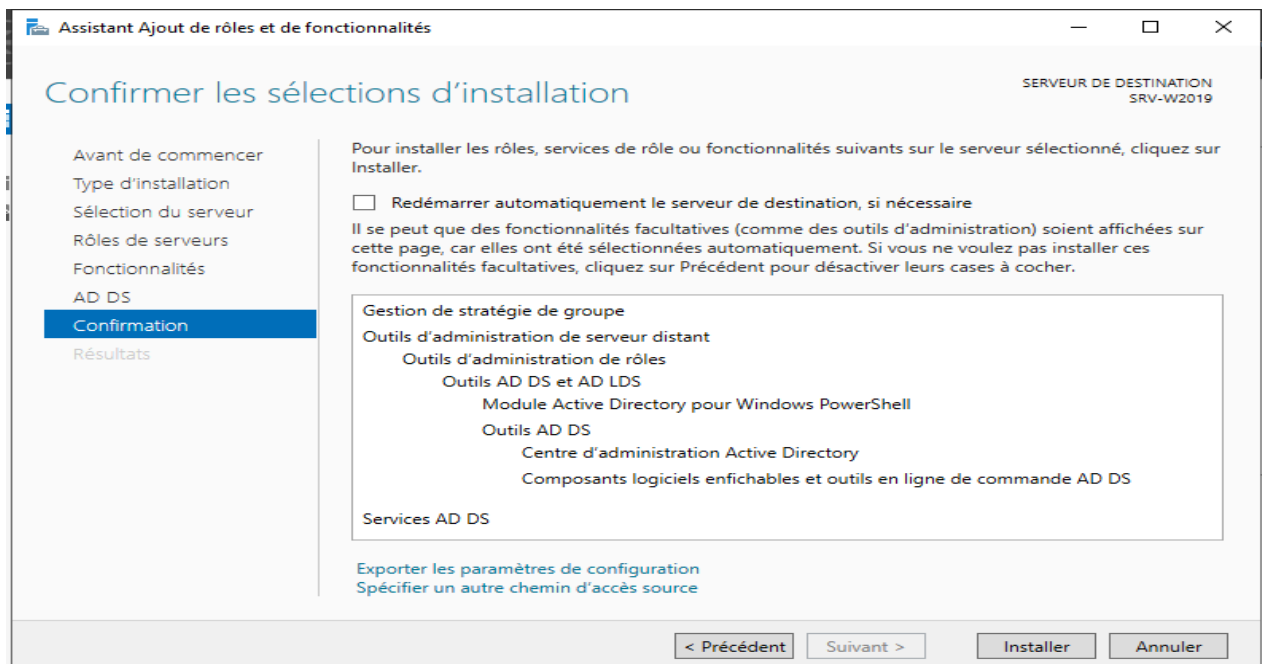 Assistant Ajout de rôles et de fonctionnalités
Confirmer les sélections d'installation
SERVEUR DE DESTINATION
SRV-W2019
Avant de commencer
Type d'installation
Sélection du serveur
Rôles de serveurs
Fonctionnalités
AD DS
Confirmation
Résultats
Pour installer les rôles, services de rôle ou fonctionnalités suivants sur le serveur sélectionné, cliquez sur
Installer.
Redémarrer automatiquement le serveur de destination, si nécessaire
Il se peut que des fonctionnalités facultatives (comme des outils d'administration) soient affichées sur
cette page, car elles ont été sélectionnées automatiquement. Si vous ne voulez pas installer ces
fonctionnalités facultatives, cliquez sur Précédent pour désactiver leurs cases à cocher.
Gestion de stratégie de groupe
Outils d'administration de serveur distant
Outils d'administration de rôles
Outils AD DS et AD LDS
Module Active Directory pour Windows PowerShell
Outils AD DS
Centre d'administration Active Directory
Composants logiciels enfichables et outils en ligne de commande AD DS
Services AD DS
Exporter les paramètres de configuration
Spécifier un autre chemin d'accès source
< Précédent
Suivant >
Installer
Annuler